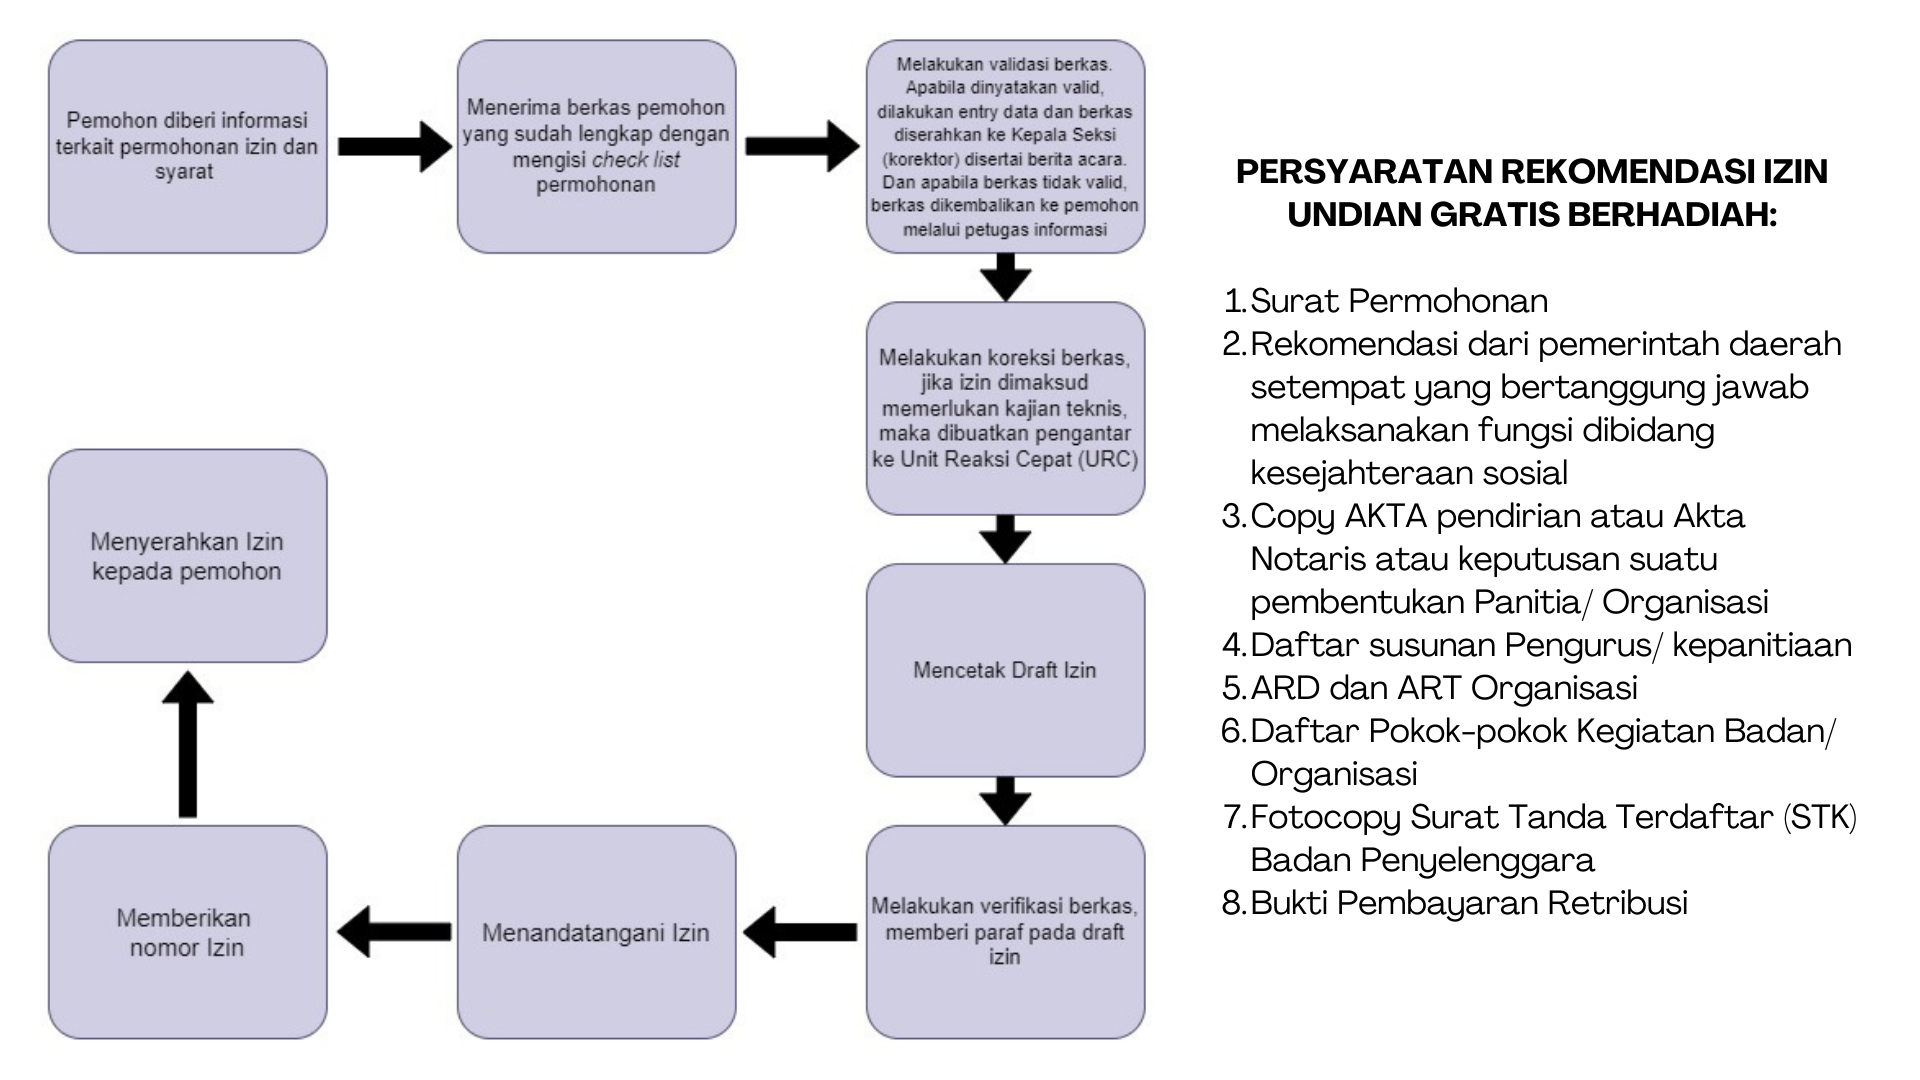 Pemohon diberi informasi
terkait permohonan izin dan
syarat
Menerima berkas pemohon
yang sudah lengkap dengan
mengisi check list
permohonan
Melakukan validasi berkas.
Apabila dinyatakan valid,
dilakukan entry data dan berkas
diserahkan ke Kepala Seksi
(korektor) disertai berita acara.
Dan apabila berkas tidak valid,
berkas dikembalikan ke pemohon
melalui petugas informasi
Melakukan koreksi berkas,
jika izin dimaksud
memerlukan kajian teknis,
maka dibuatkan pengantar
ke Unit Reaksi Cepat (URC)
Mencetak Draft Izin
Melakukan verifikasi berkas,
memberi paraf pada draft
izin
Menandatangani Izin
Memberikan
nomor Izin
Menyerahkan Izin
kepada pemohon
PERSYARATAN REKOMENDASI IZIN
UNDIAN GRATIS BERHADIAH:
1. Surat Permohonan
2. Rekomendasi dari pemerintah daerah
setempat yang bertanggung jawab
melaksanakan fungsi dibidang
kesejahteraan sosial
3. Copy AKTA pendirian atau Akta
Notaris atau keputusan suatu
pembentukan Panitia/ Organisasi
4. Daftar susunan Pengurus/ kepanitiaan
5. ARD dan ART Organisasi
6. Daftar Pokok-pokok Kegiatan Badan/
Organisasi
7. Fotocopy Surat Tanda Terdaftar (STK)
Badan Penyelenggara
8. Bukti Pembayaran Retribusi